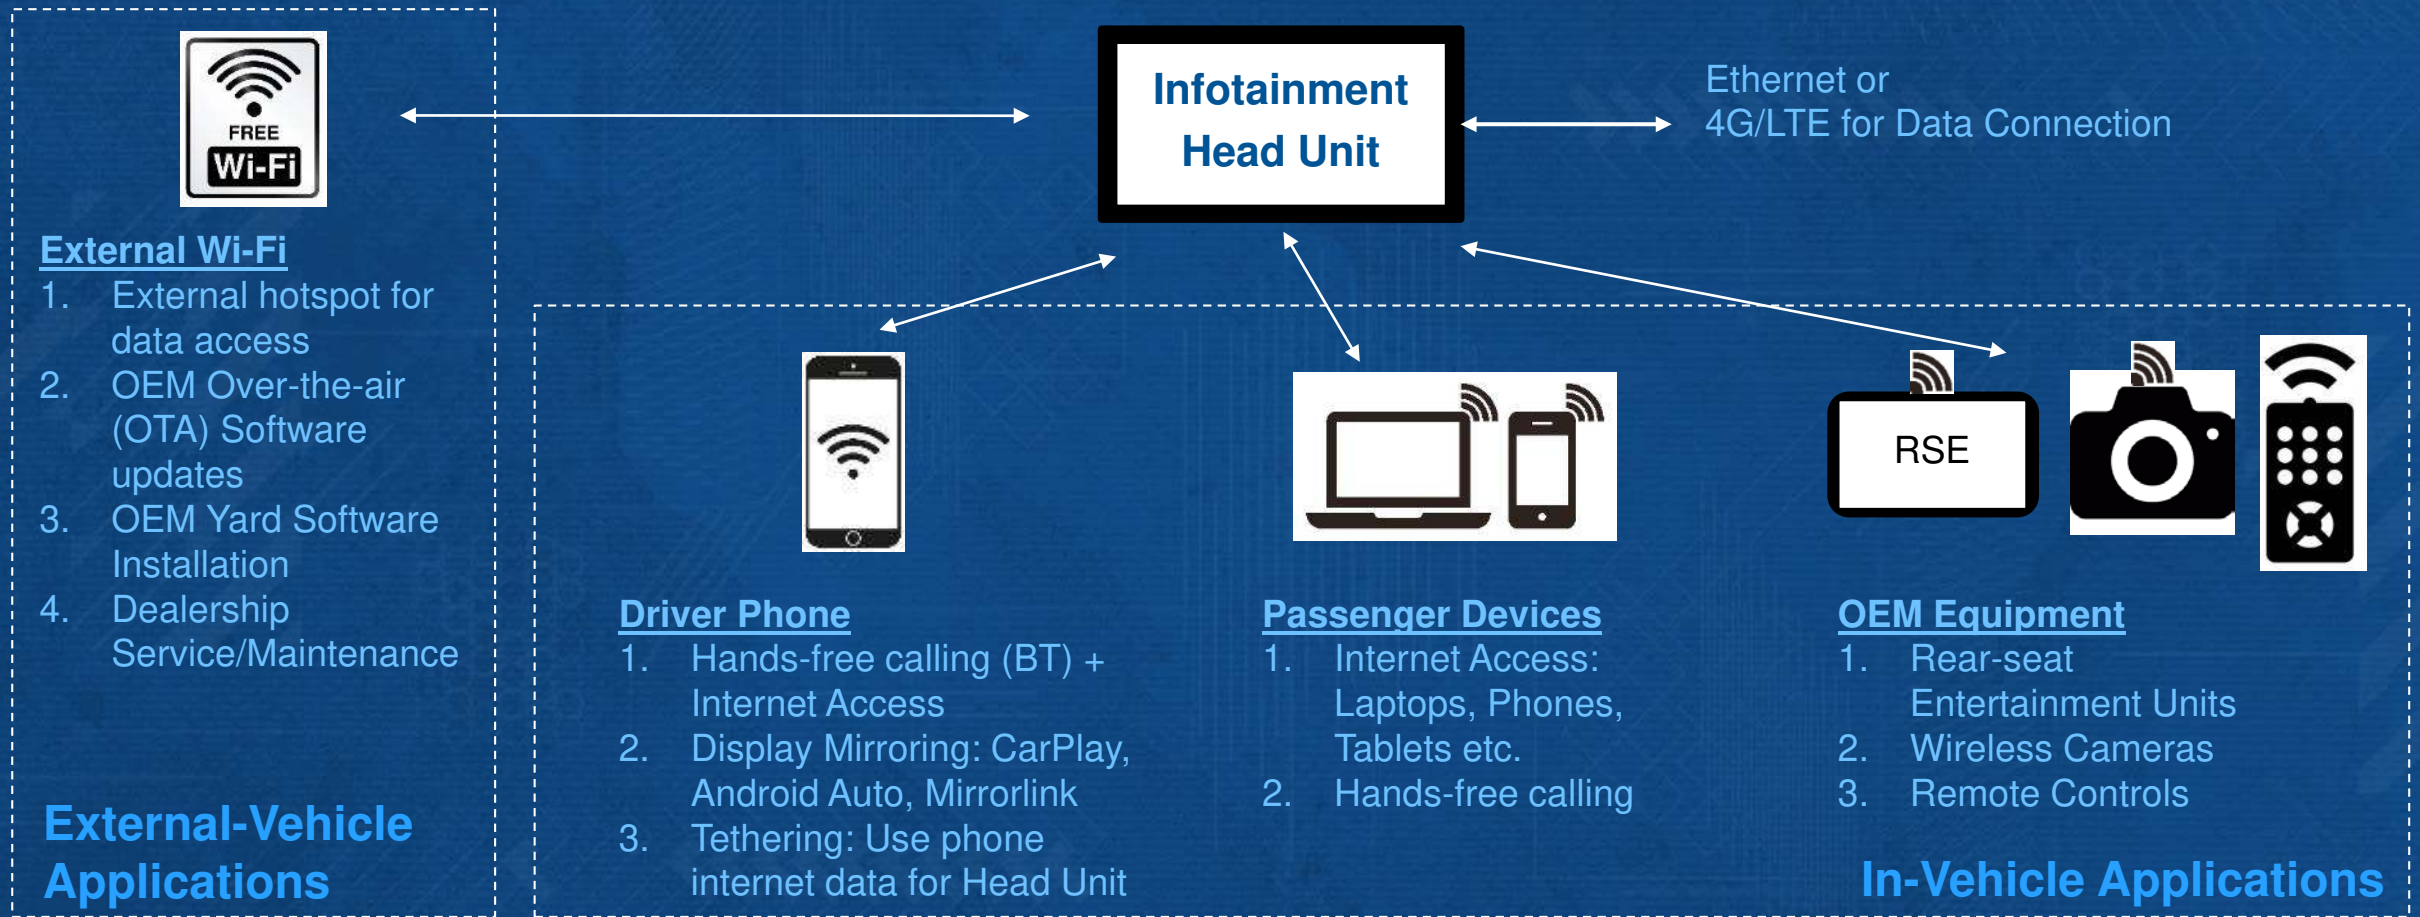 FREE
Wi-Fi
Infotainment
Head Unit
Ethernet or
4G/LTE for Data Connection
External Wi-Fi
1. External hotspot for
data access
2. OEM Over-the-air
(OTA) Software
updates
3. OEM Yard Software
Installation
4. Dealership
Service/Maintenance
External-Vehicle
Applications
RSE
Driver Phone
1. Hands-free calling (BT) +
Internet Access
2. Display Mirroring: CarPlay,
Android Auto, Mirrorlink
3. Tethering: Use phone
internet data for Head Unit
Passenger Devices
1. Internet Access:
Laptops, Phones,
Tablets etc.
2. Hands-free calling
OEM Equipment
1. Rear-seat
Entertainment Units
2. Wireless Cameras
3. Remote Controls
In-Vehicle Applications